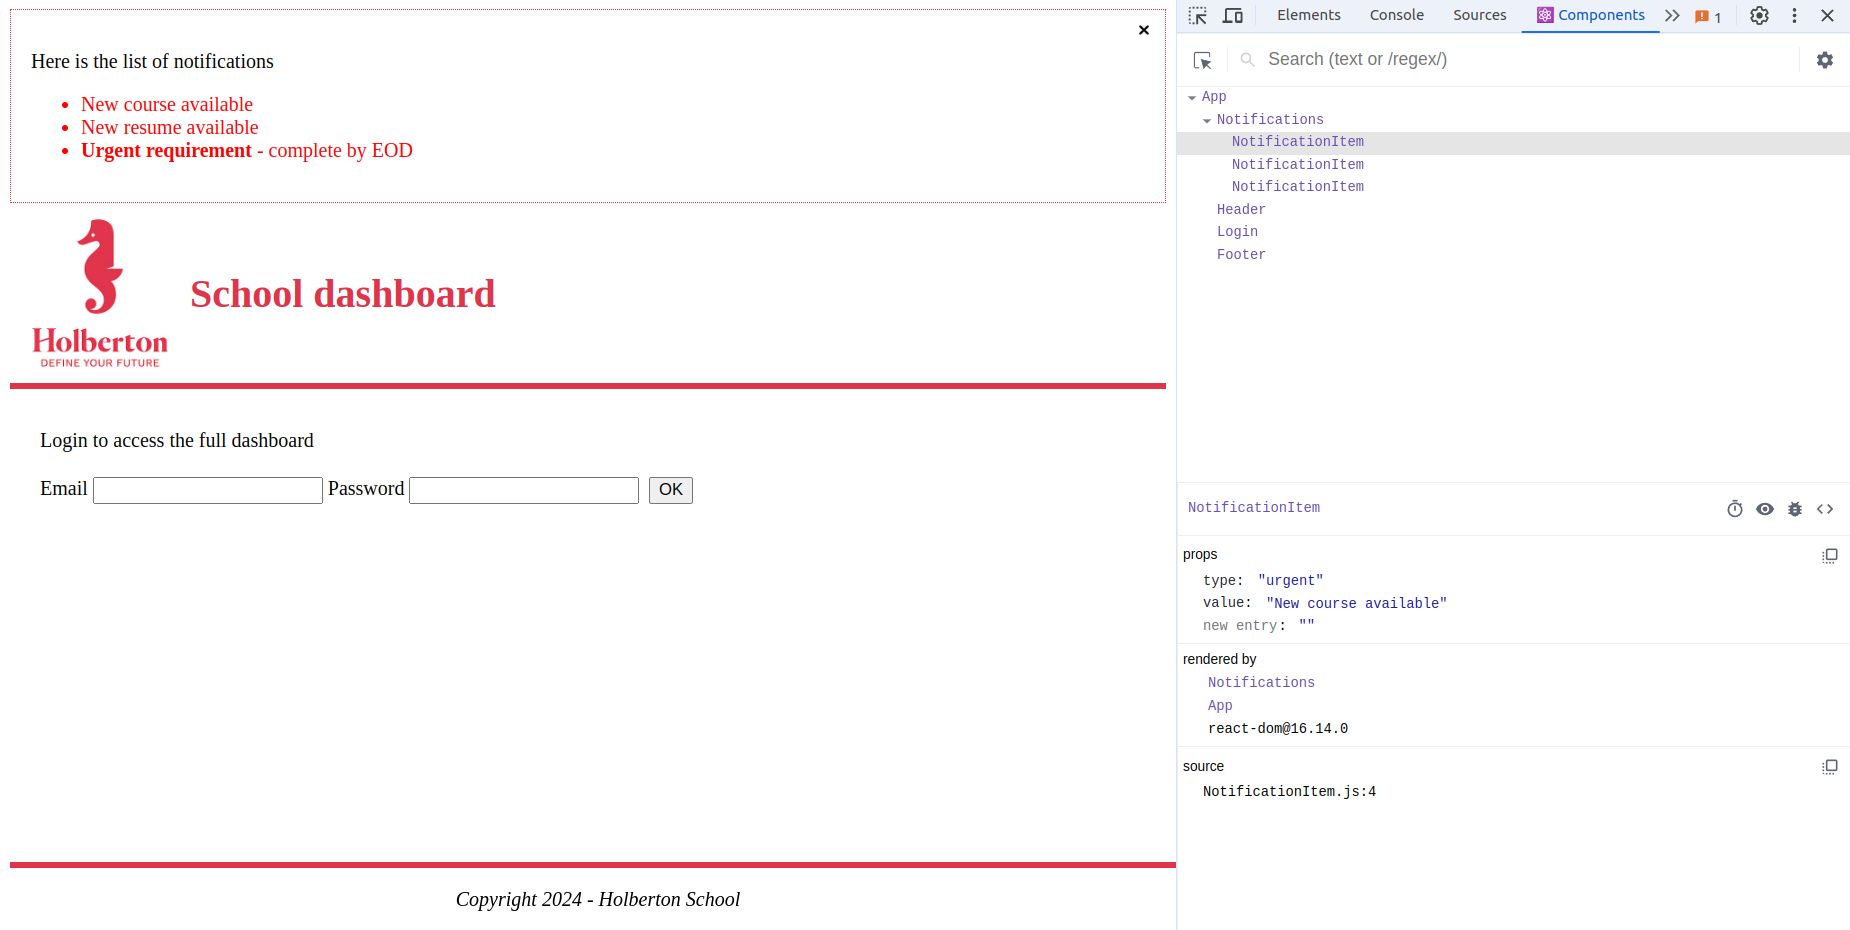 Here is the list of notifications
New course available
New resume available
Urgent requirement - complete by EOD
Holberton
DEFINE YOUR FUTURE
School dashboard
Login to access the full dashboard
Email Password OK
Copyright 2024 - Holberton School
Elements Console Sources Components 1
Search (text or /regex/)
App
Notifications
NotificationItem
NotificationItem
NotificationItem
Header
Login
Footer
NotificationItem
props
type: "urgent"
value: "New course available"
new entry: ""
rendered by
Notifications
App
react-dom@16.14.0
source
NotificationItem.js:4